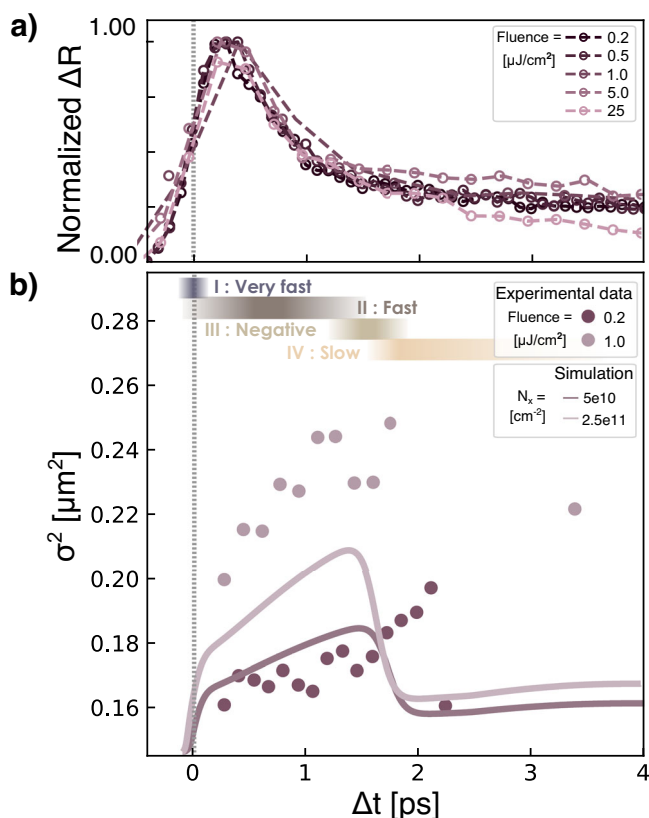 a)
Normalized ΔR
1.00
0.00
Fluence =
[μJ/cm²]
0.2
0.5
1.0
5.0
25
b)
I : Very fast
II : Fast
III : Negative
IV : Slow
Experimental data
Fluence =
[μJ/cm²]
0.2
1.0
Simulation
Nₓ =
[cm⁻²]
5e10
2.5e11
σ² [μm²]
0.28
0.26
0.24
0.22
0.20
0.18
0.16
0
1
2
3
4
Δt [ps]